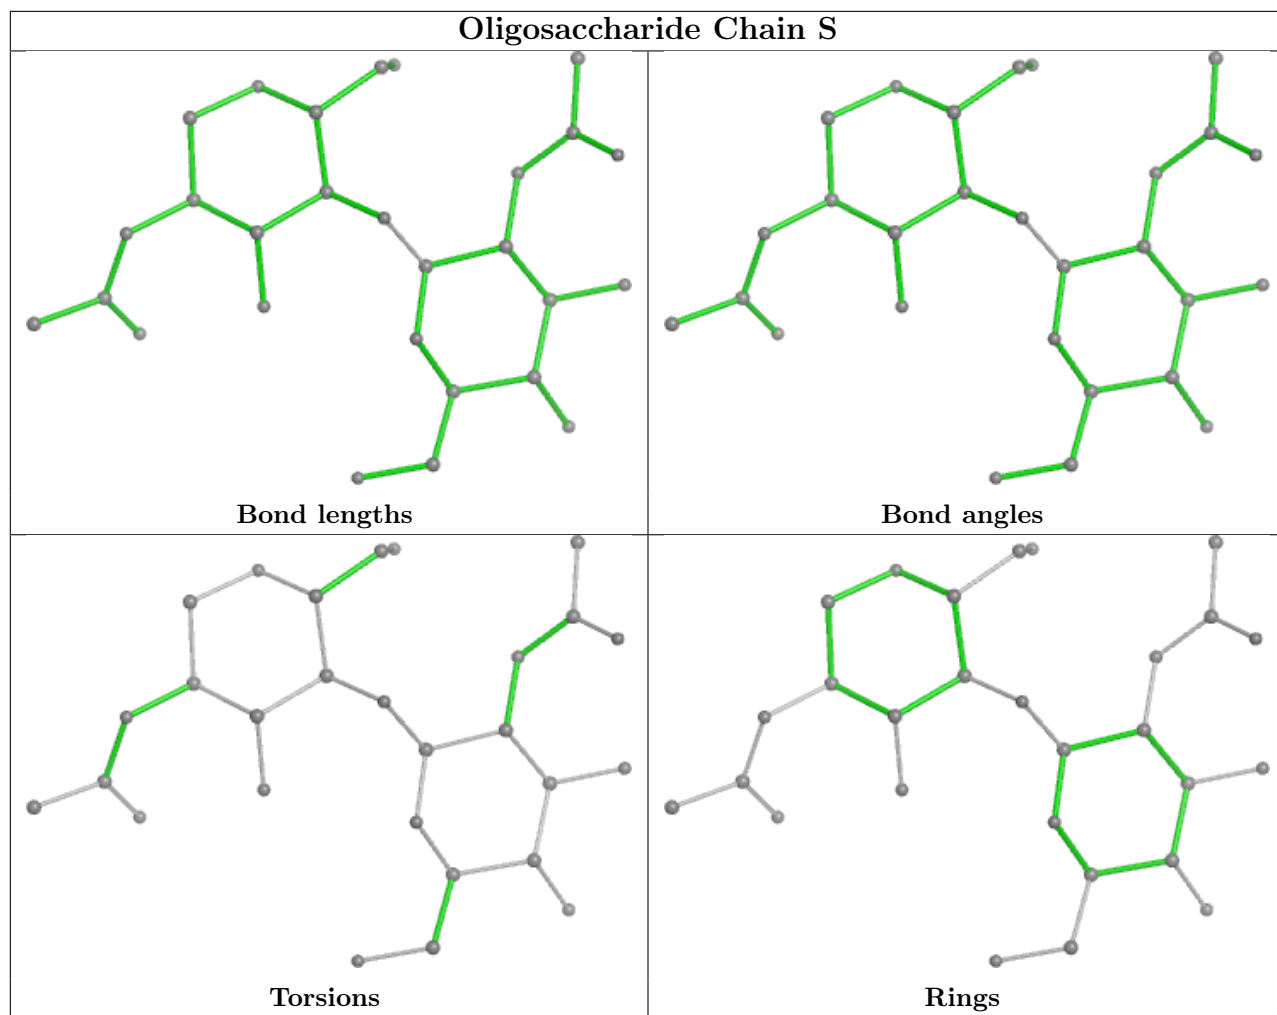 Oligosaccharide Chain S
Bond lengths
Bond angles
Torsions
Rings